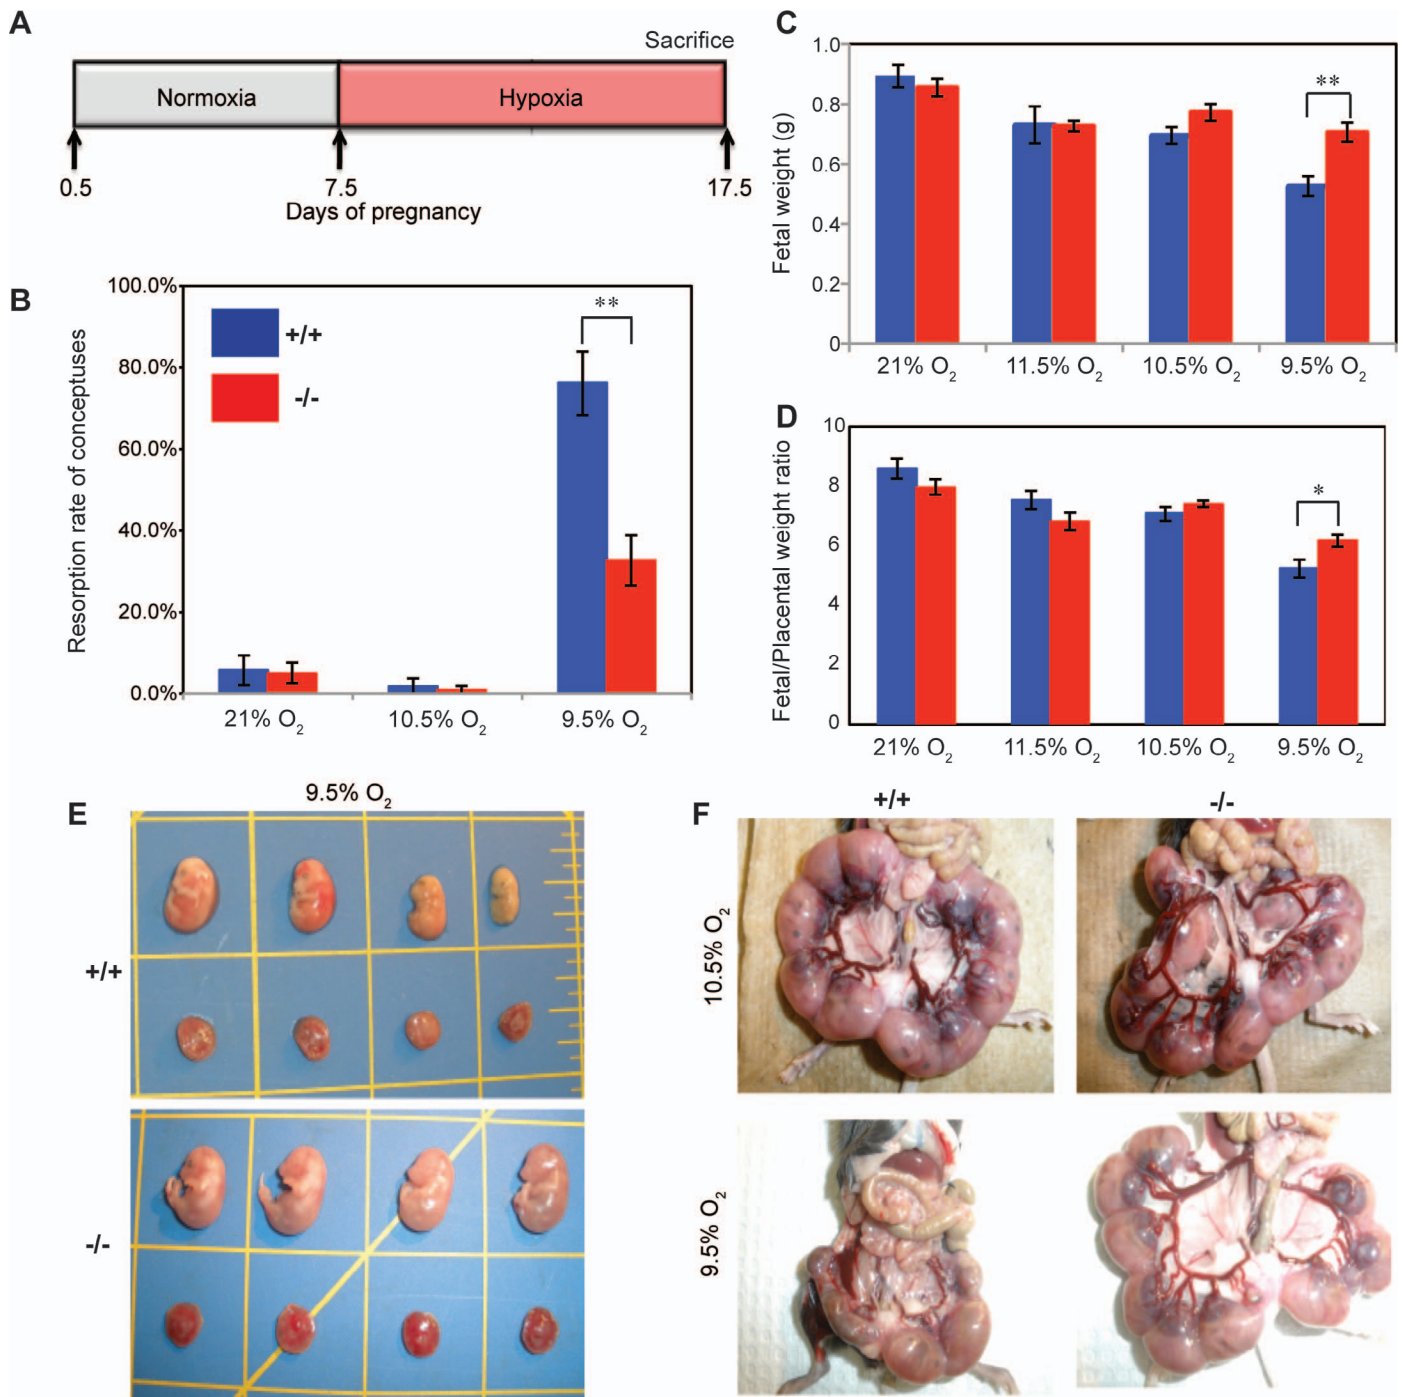 A
Sacrifice
Normoxia
Hypoxia
0.5
7.5
17.5
Days of pregnancy
B
Resorption rate of conceptuses
100.0%
80.0%
60.0%
40.0%
20.0%
0.0%
+/+
-/-
**
21% O₂
10.5% O₂
9.5% O₂
C
Fetal weight (g)
1.0
0.8
0.6
0.4
0.2
0
**
21% O₂
11.5% O₂
10.5% O₂
9.5% O₂
D
Fetal/Placental weight ratio
10
8
6
4
2
0
*
21% O₂
11.5% O₂
10.5% O₂
9.5% O₂
E
9.5% O₂
+/+
-/-
F
+/+
-/-
10.5% O₂
9.5% O₂